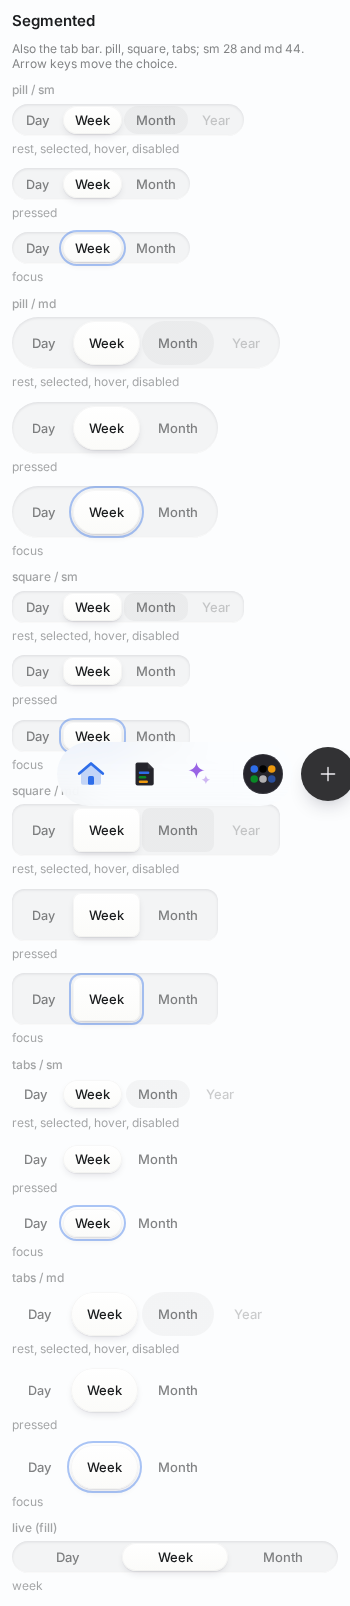 Segmented
Also the tab bar. pill, square, tabs; sm 28 and md 44.
Arrow keys move the choice.
pill / sm
Day Week Month Year
rest, selected, hover, disabled
Day Week Month
pressed
Day Week Month
focus
pill / md
Day Week Month Year
rest, selected, hover, disabled
Day Week Month
pressed
Day Week Month
focus
square / sm
Day Week Month Year
rest, selected, hover, disabled
Day Week Month
pressed
Day Week Month
focus
square /
Day Week Month Year
rest, selected, hover, disabled
Day Week Month
pressed
Day Week Month
focus
tabs / sm
Day Week Month Year
rest, selected, hover, disabled
Day Week Month
pressed
Day Week Month
focus
tabs / md
Day Week Month Year
rest, selected, hover, disabled
Day Week Month
pressed
Day Week Month
focus
live (fill)
Day Week Month
week